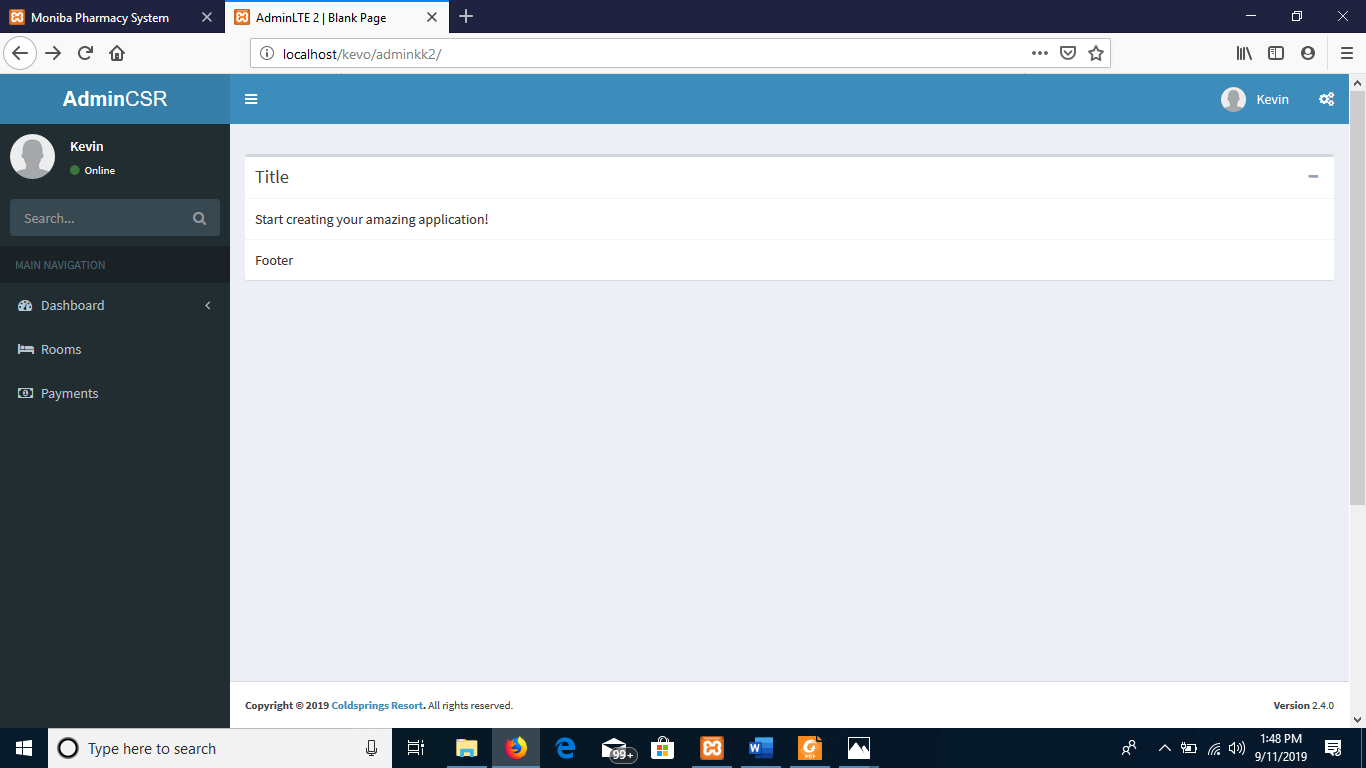 Moniba Pharmacy System
AdminLTE 2 | Blank Page
localhost/kevo/adminkk2/
AdminCSR
Kevin
Kevin
Online
Search...
MAIN NAVIGATION
Dashboard
Rooms
Payments
Title
Start creating your amazing application!
Footer
Copyright © 2019 Coldsprings Resort. All rights reserved.
Version 2.4.0
Type here to search
99+
1:48 PM
9/11/2019